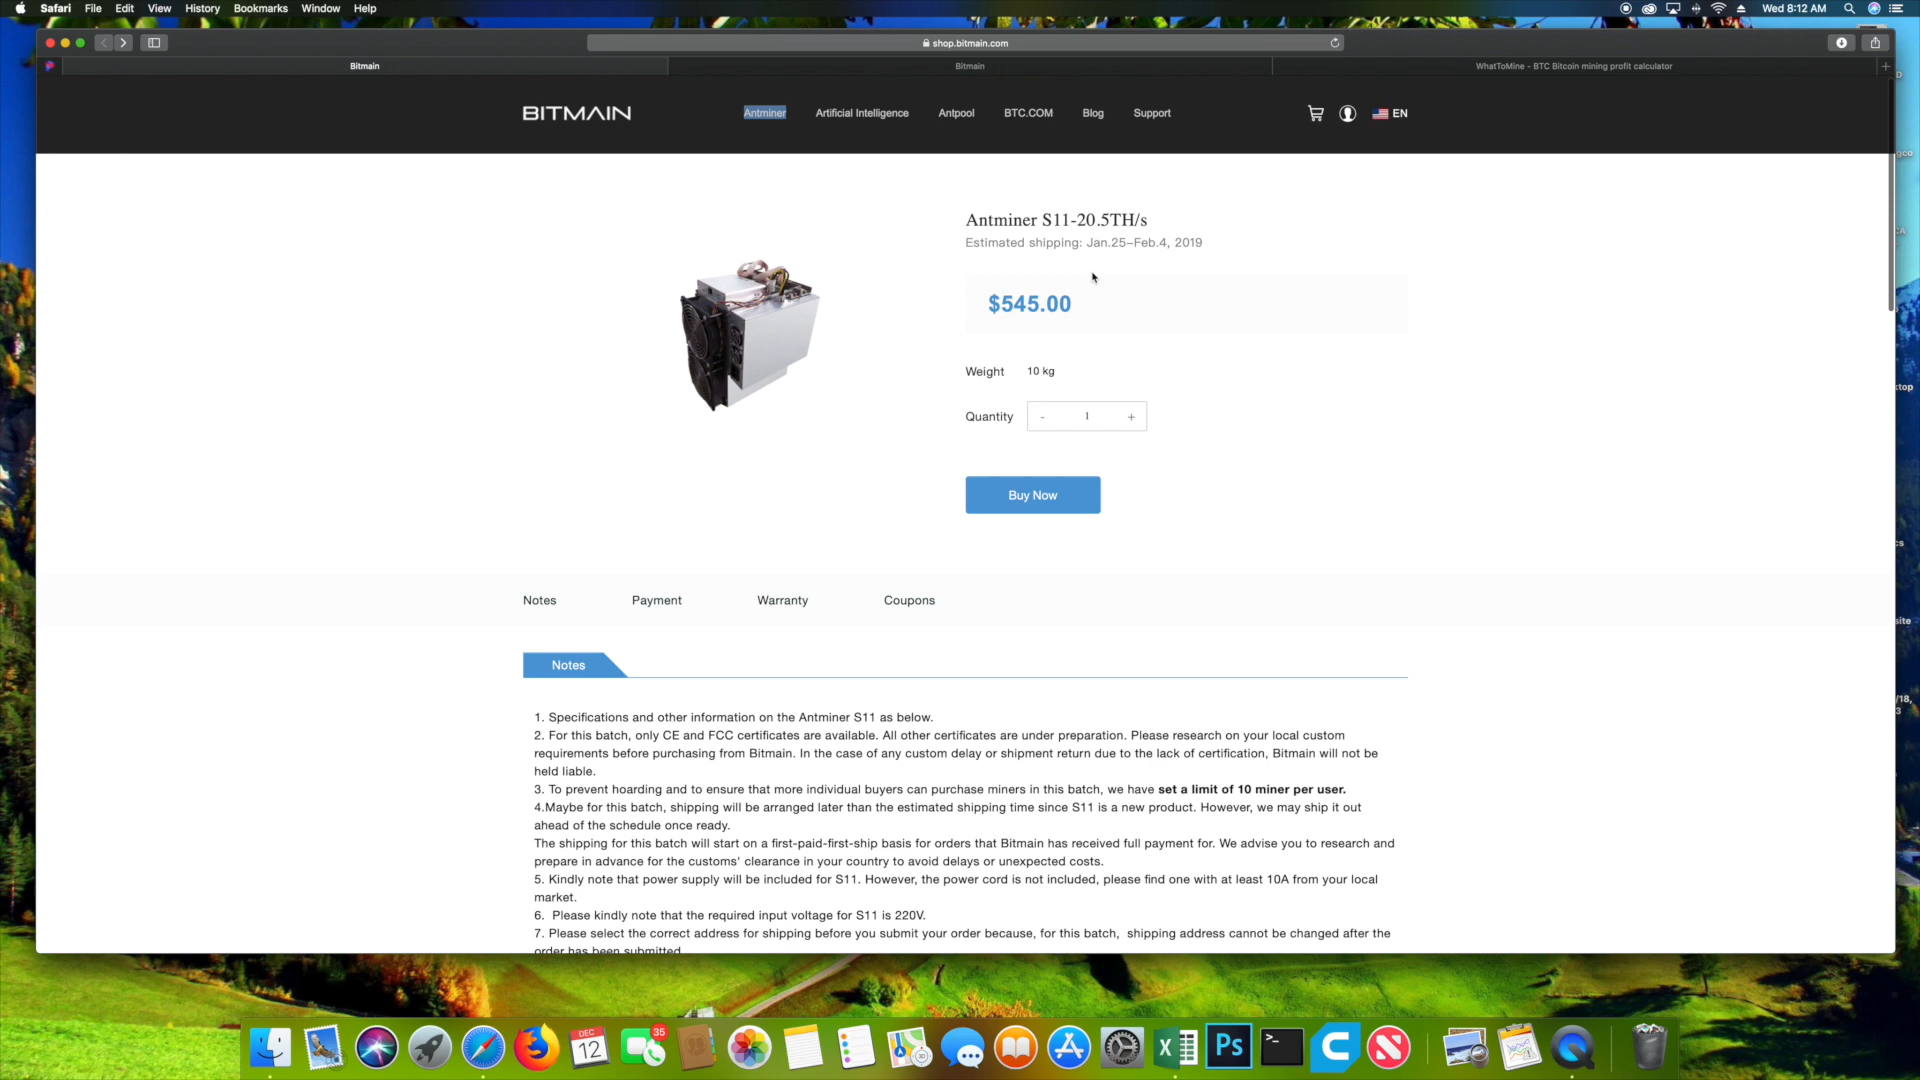 Safari File Edit View History Bookmarks Window Help Wed 8:12 AM
shop.bitmain.com
Bitmain Bitmain WhatToMine - BTC Bitcoin mining profit calculator
BITMAIN Antminer Artificial Intelligence Antpool BTC.COM Blog Support EN
Antminer S11-20.5TH/s
Estimated shipping: Jan.25–Feb.4, 2019
$545.00
Weight 10 kg
Quantity - 1 +
Buy Now
Notes Payment Warranty Coupons
Notes
1. Specifications and other information on the Antminer S11 as below.
2. For this batch, only CE and FCC certificates are available. All other certificates are under preparation. Please research on your local custom
requirements before purchasing from Bitmain. In the case of any custom delay or shipment return due to the lack of certification, Bitmain will not be
held liable.
3. To prevent hoarding and to ensure that more individual buyers can purchase miners in this batch, we have set a limit of 10 miner per user.
4.Maybe for this batch, shipping will be arranged later than the estimated shipping time since S11 is a new product. However, we may ship it out
ahead of the schedule once ready.
The shipping for this batch will start on a first-paid-first-ship basis for orders that Bitmain has received full payment for. We advise you to research and
prepare in advance for the customs' clearance in your country to avoid delays or unexpected costs.
5. Kindly note that power supply will be included for S11. However, the power cord is not included, please find one with at least 10A from your local
market.
6. Please kindly note that the required input voltage for S11 is 220V.
7. Please select the correct address for shipping before you submit your order because, for this batch, shipping address cannot be changed after the
order has been submitted
DEC
12
35
Ps